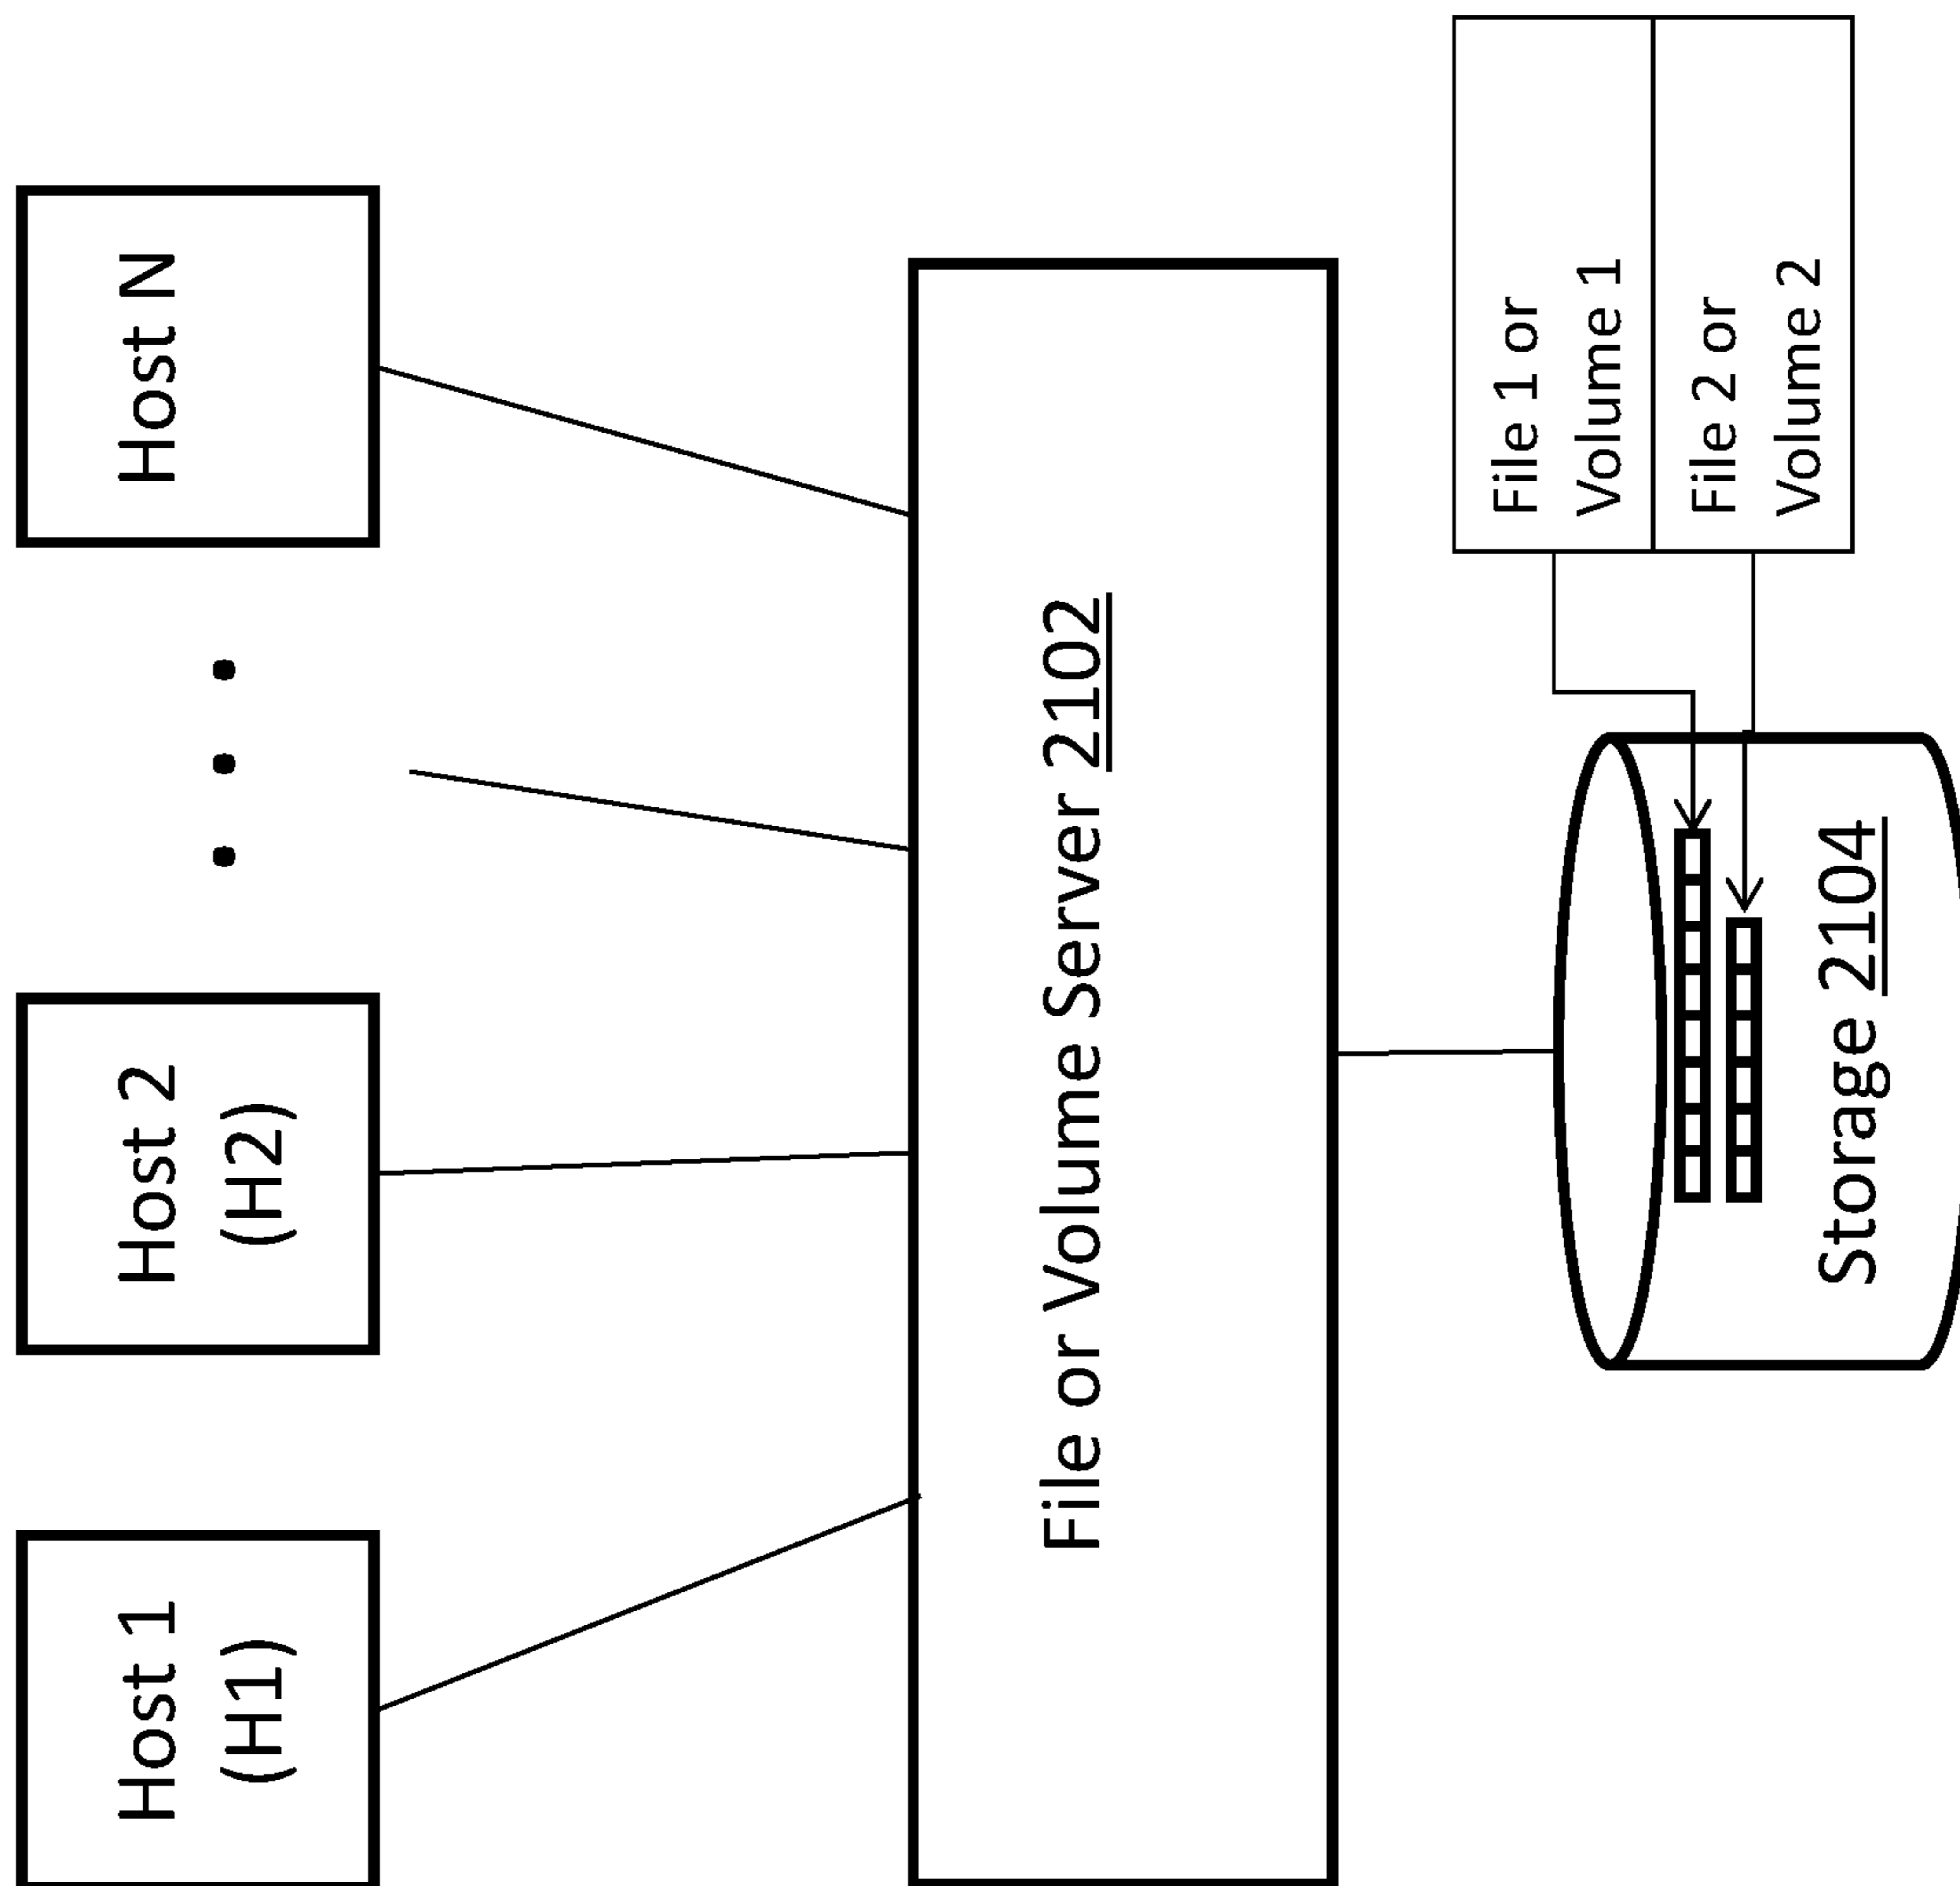 Host 1
(H1)
Host 2
(H2)
Host N
File or Volume Server 2102
Storage 2104
File 1 or
Volume 1
File 2 or
Volume 2